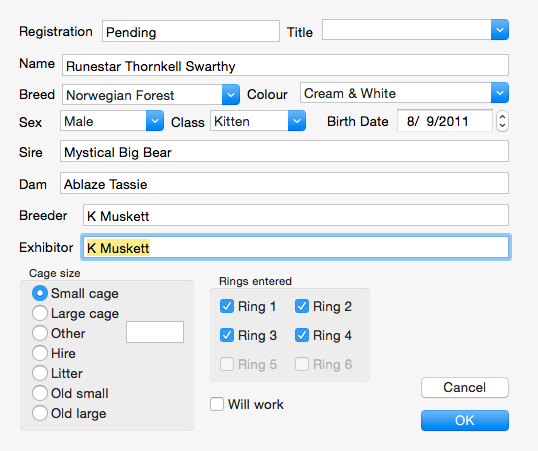 Registration Pending Title
Name Runestar Thornkell Swarthy
Breed Norwegian Forest Colour Cream & White
Sex Male Class Kitten Birth Date 8/ 9/2011
Sire Mystical Big Bear
Dam Ablaze Tassie
Breeder K Muskett
Exhibitor K Muskett
Cage size
Small cage
Large cage
Other
Hire
Litter
Old small
Old large
Rings entered
Ring 1 Ring 2
Ring 3 Ring 4
Ring 5 Ring 6
Will work
Cancel
OK